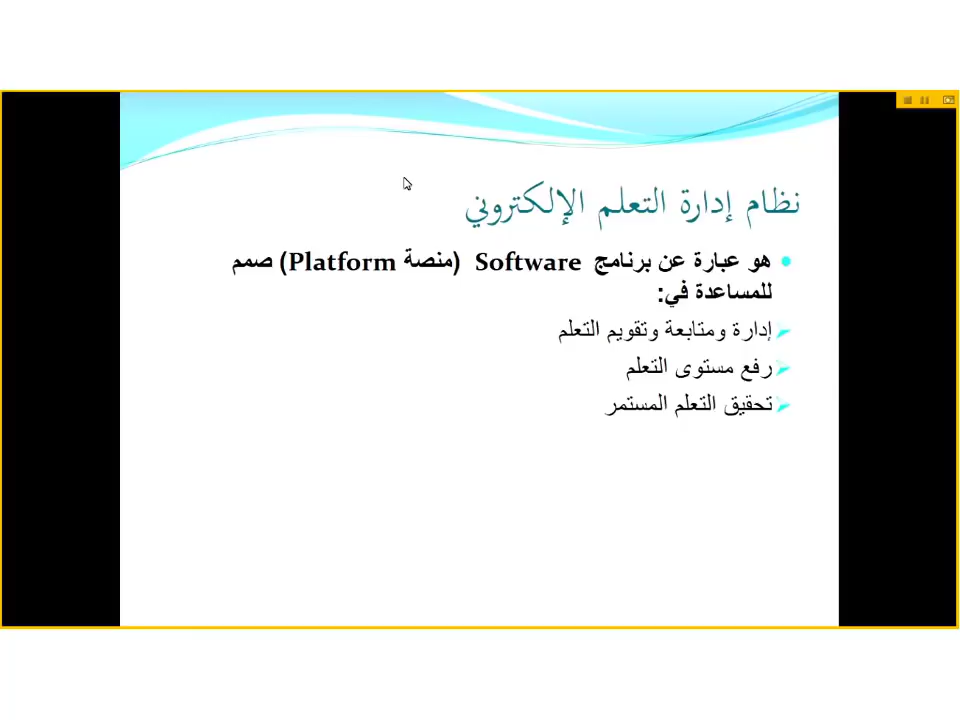 نظام إدارة التعلم الإلكتروني
هو عبارة عن برنامج Software (منصة Platform) صمم
للمساعدة في:
إدارة ومتابعة وتقويم التعلم
رفع مستوى التعلم
تحقيق التعلم المستمر